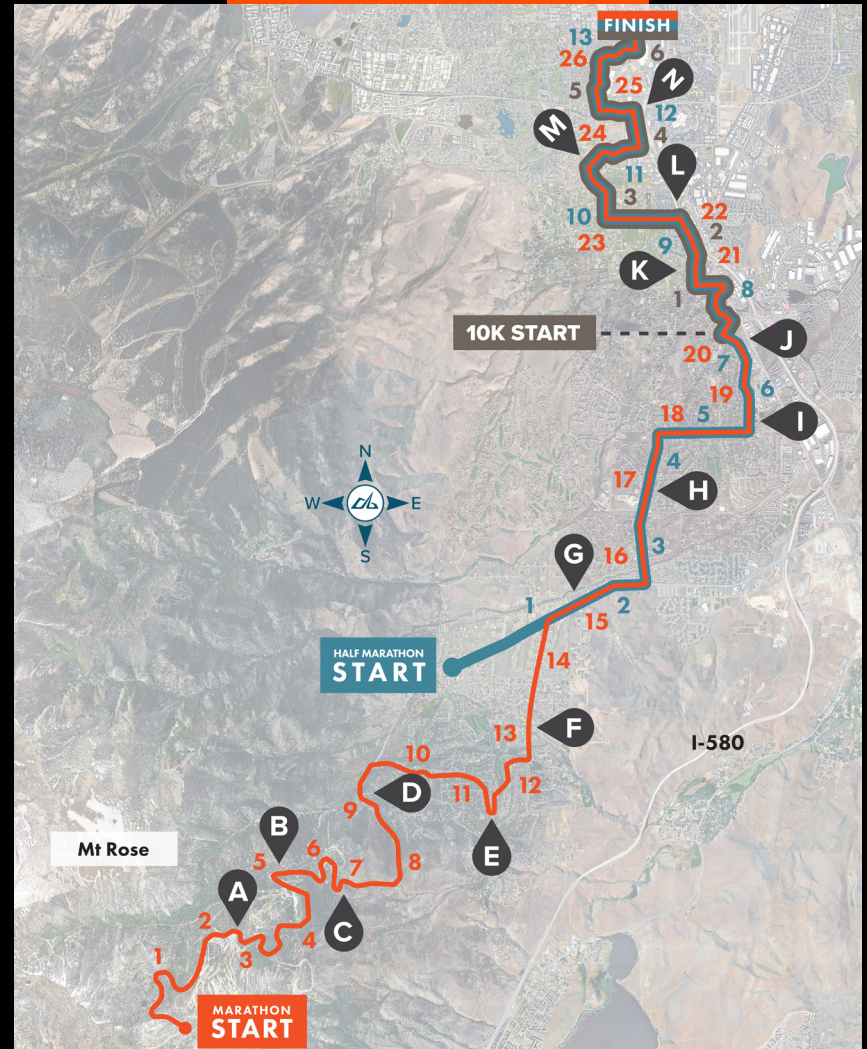 FINISH
13
26
6
5
25
N
12
24
4
M
11
L
3
10
22
2
23
9
21
K
8
1
10K START
J
20
7
19
6
18
5
I
4
17
H
N
W
E
S
G
16
3
1
2
15
HALF MARATHON
START
14
13
F
I-580
10
12
11
D
9
B
E
Mt Rose
6
5
7
8
A
C
2
4
3
1
MARATHON
START